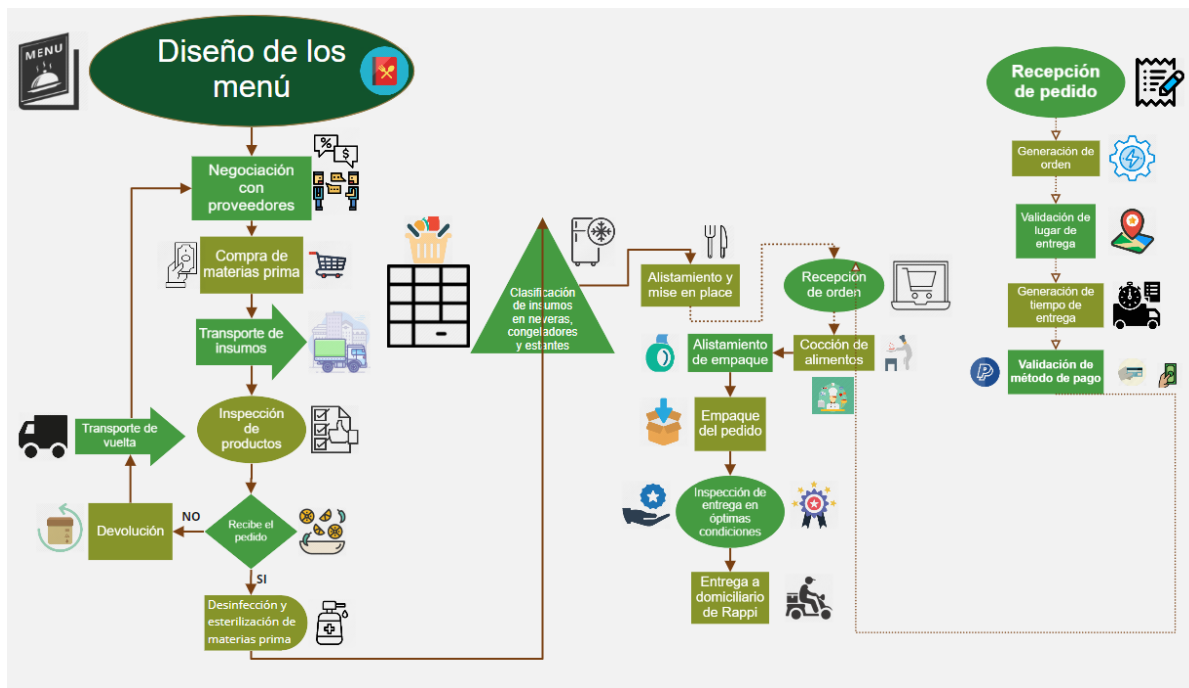 MENU
Diseño de los
menú
%
$
Negociación
con
proveedores
Compra de
materias prima
Transporte de
insumos
Inspección
de
productos
Transporte de
vuelta
Devolución
NO
Recibe el
pedido
SI
Desinfección y
esterilización de
materias prima
Clasificación
de insumos
en neveras,
congeladores
y estantes
Alistamiento y
mise en place
Recepción
de orden
Cocción de
alimentos
Alistamiento
de empaque
Empaque
del pedido
Inspección de
entrega en
óptimas
condiciones
Entrega a
domiciliario
de Rappi
Recepción
de pedido
Generación de
orden
Validación de
lugar de
entrega
Generación de
tiempo de
entrega
Validación de
método de pago